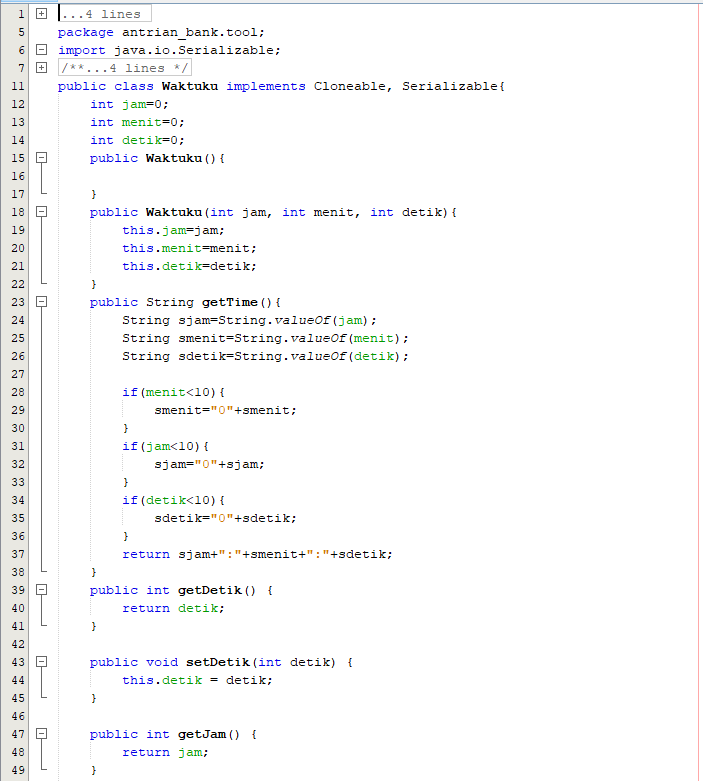 1 ...4 lines
5 package antrian_bank.tool;
6 import java.io.Serializable;
7 /**...4 lines */
11 public class Waktuku implements Cloneable, Serializable{
12     int jam=0;
13     int menit=0;
14     int detik=0;
15     public Waktuku(){
16
17     }
18     public Waktuku(int jam, int menit, int detik){
19         this.jam=jam;
20         this.menit=menit;
21         this.detik=detik;
22     }
23     public String getTime(){
24         String sjam=String.valueOf(jam);
25         String smenit=String.valueOf(menit);
26         String sdetik=String.valueOf(detik);
27
28         if(menit<10){
29             smenit="0"+smenit;
30         }
31         if(jam<10){
32             sjam="0"+sjam;
33         }
34         if(detik<10){
35             sdetik="0"+sdetik;
36         }
37         return sjam+":"+smenit+":"+sdetik;
38     }
39     public int getDetik() {
40         return detik;
41     }
42
43     public void setDetik(int detik) {
44         this.detik = detik;
45     }
46
47     public int getJam() {
48         return jam;
49     }